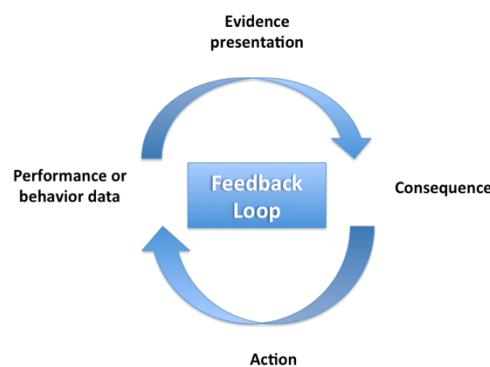 Evidence
presentation
Performance or
behavior data
Feedback
Loop
Consequence
Action